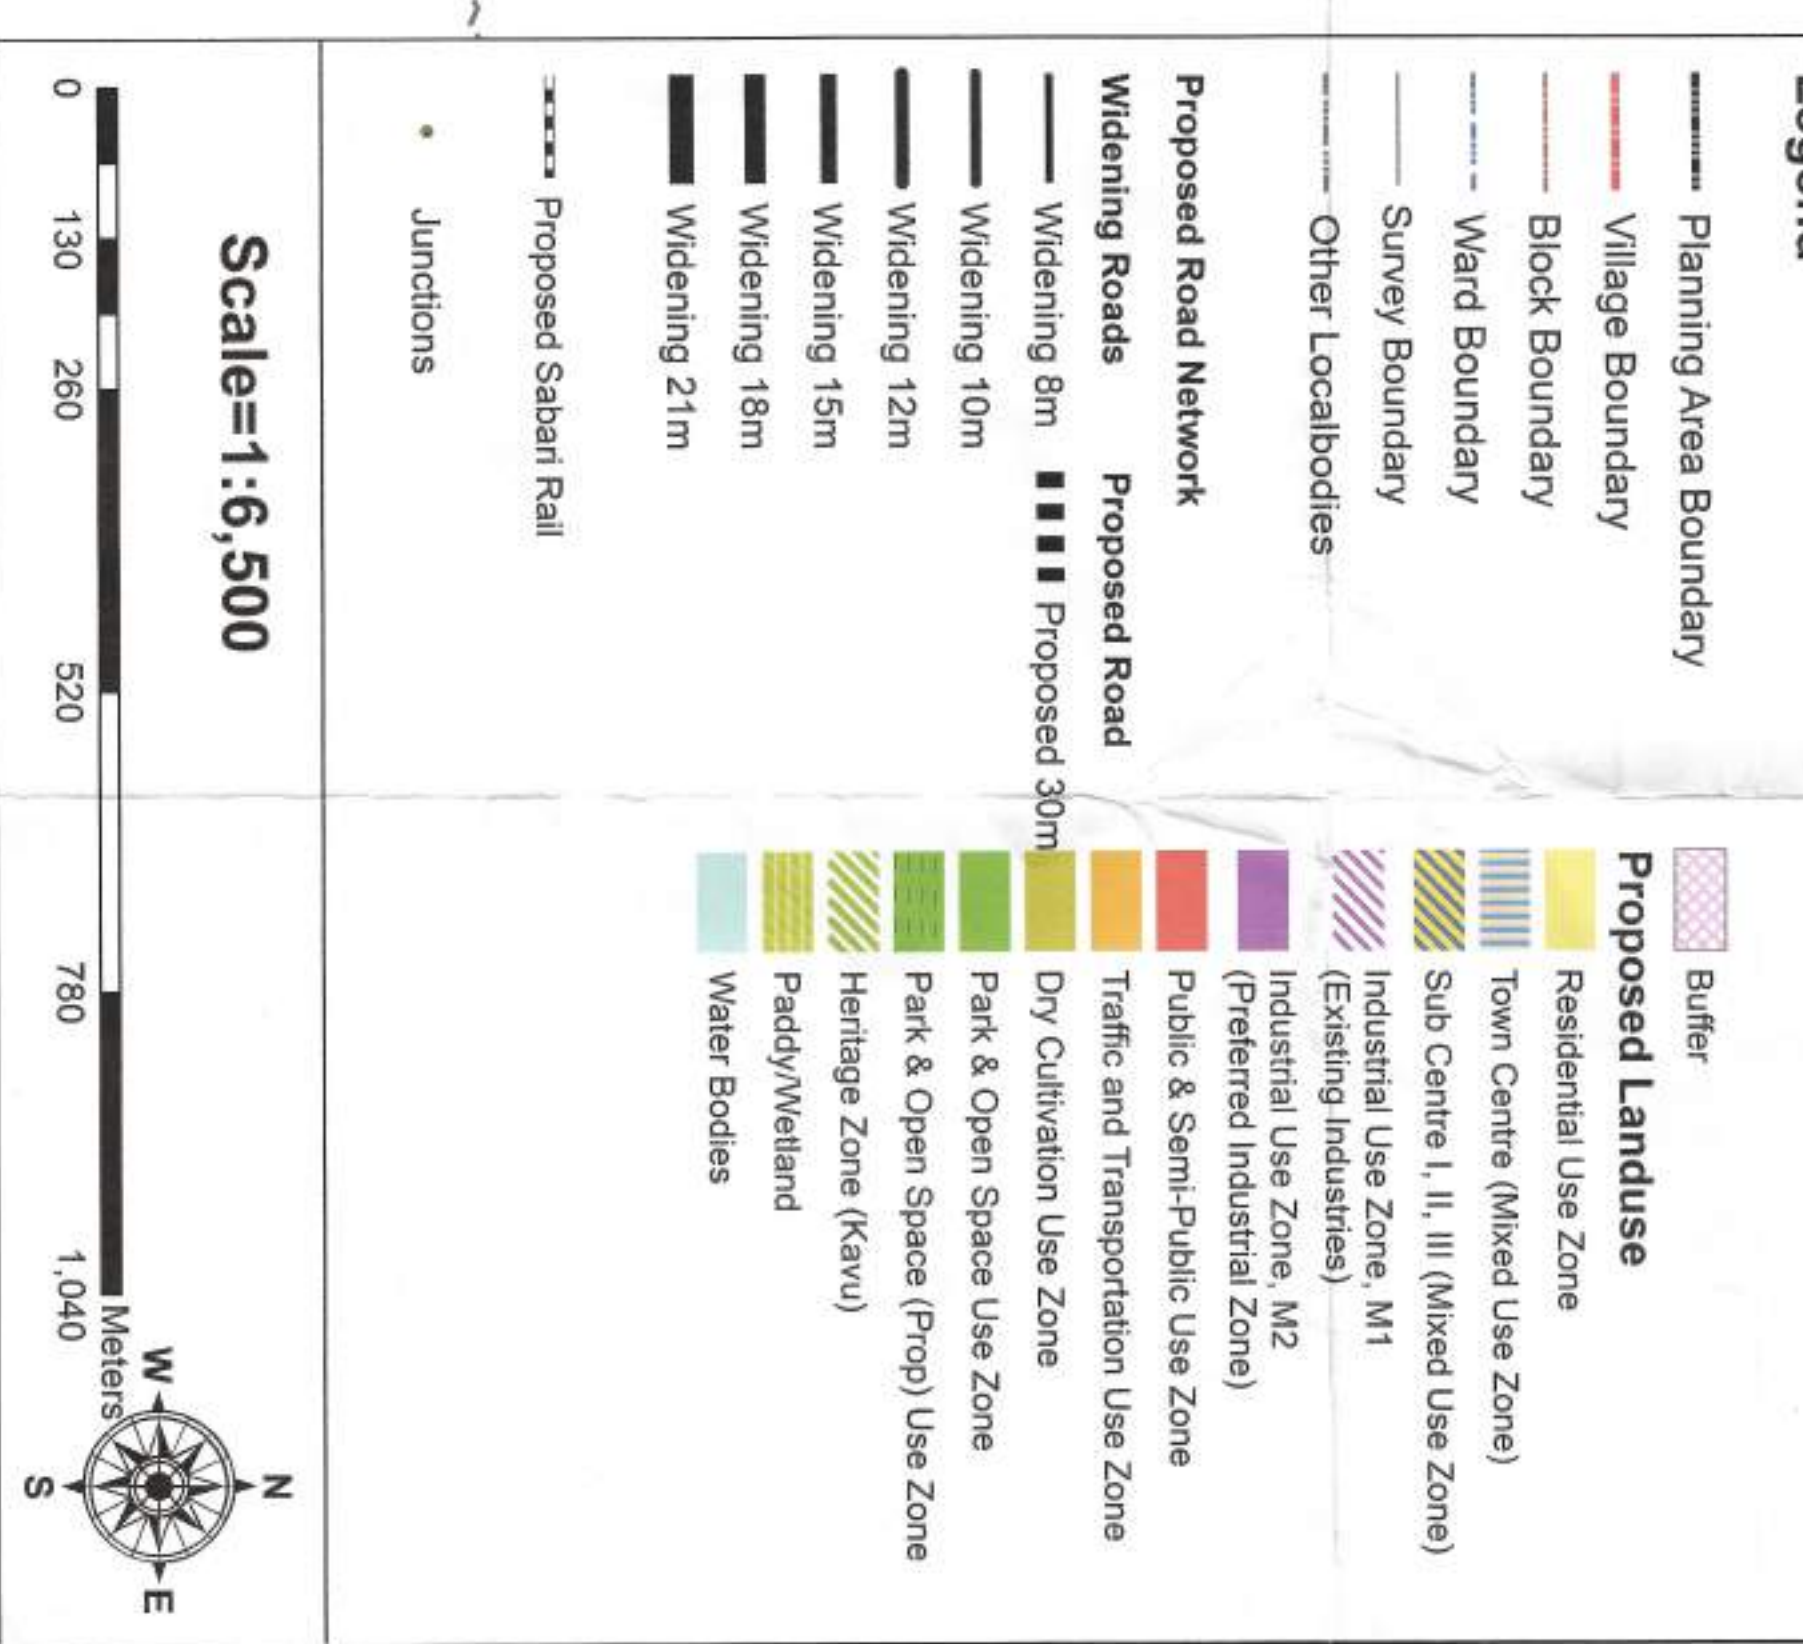 Legend
Planning Area Boundary
Village Boundary
Block Boundary
Ward Boundary
Survey Boundary
Other Localbodies
Proposed Road Network
Widening Roads
Proposed Road
Widening 8m
Proposed 30m
Widening 10m
Widening 12m
Widening 15m
Widening 18m
Widening 21m
Proposed Sabari Rail
Junctions
Buffer
Proposed Landuse
Residential Use Zone
Town Centre (Mixed Use Zone)
Sub Centre I, II, III (Mixed Use Zone)
Industrial Use Zone, M1
(Existing Industries)
Industrial Use Zone, M2
(Preferred Industrial Zone)
Public & Semi-Public Use Zone
Traffic and Transportation Use Zone
Dry Cultivation Use Zone
Park & Open Space Use Zone
Park & Open Space (Prop) Use Zone
Heritage Zone (Kavu)
Paddy/Wetland
Water Bodies
Scale=1:6,500
0 130 260 520 780 1,040
Meters
N
W E
S